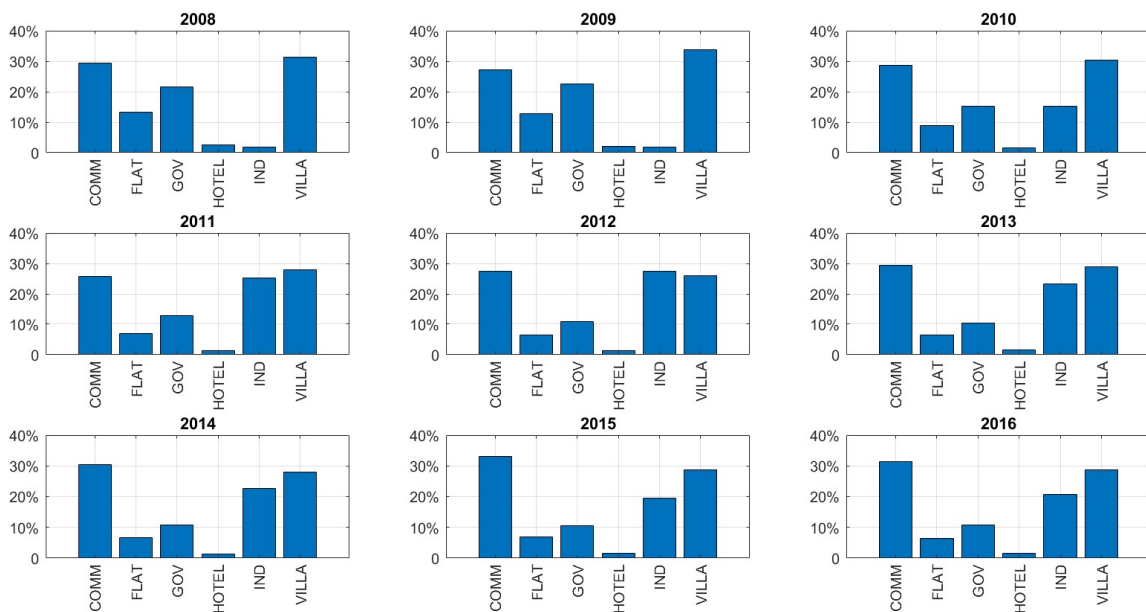 2008
40%
30%
20%
10%
0
COMM
FLAT
GOV
HOTEL
IND
VILLA
2009
40%
30%
20%
10%
0
COMM
FLAT
GOV
HOTEL
IND
VILLA
2010
40%
30%
20%
10%
0
COMM
FLAT
GOV
HOTEL
IND
VILLA
2011
40%
30%
20%
10%
0
COMM
FLAT
GOV
HOTEL
IND
VILLA
2012
40%
30%
20%
10%
0
COMM
FLAT
GOV
HOTEL
IND
VILLA
2013
40%
30%
20%
10%
0
COMM
FLAT
GOV
HOTEL
IND
VILLA
2014
40%
30%
20%
10%
0
COMM
FLAT
GOV
HOTEL
IND
VILLA
2015
40%
30%
20%
10%
0
COMM
FLAT
GOV
HOTEL
IND
VILLA
2016
40%
30%
20%
10%
0
COMM
FLAT
GOV
HOTEL
IND
VILLA